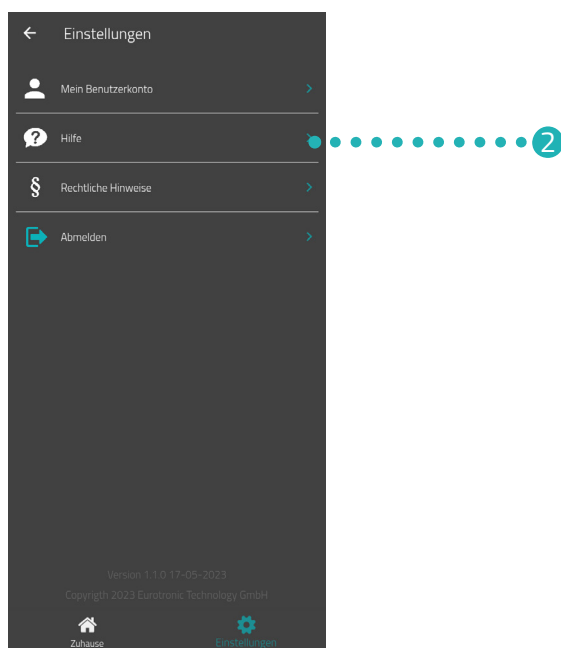 Einstellungen
Mein Benutzerkonto
Hilfe
2
Rechtliche Hinweise
Abmelden
Version 1.1.0 17-05-2023
Copyrigth 2023 Eurotronic Technology GmbH
Zuhause
Einstellungen